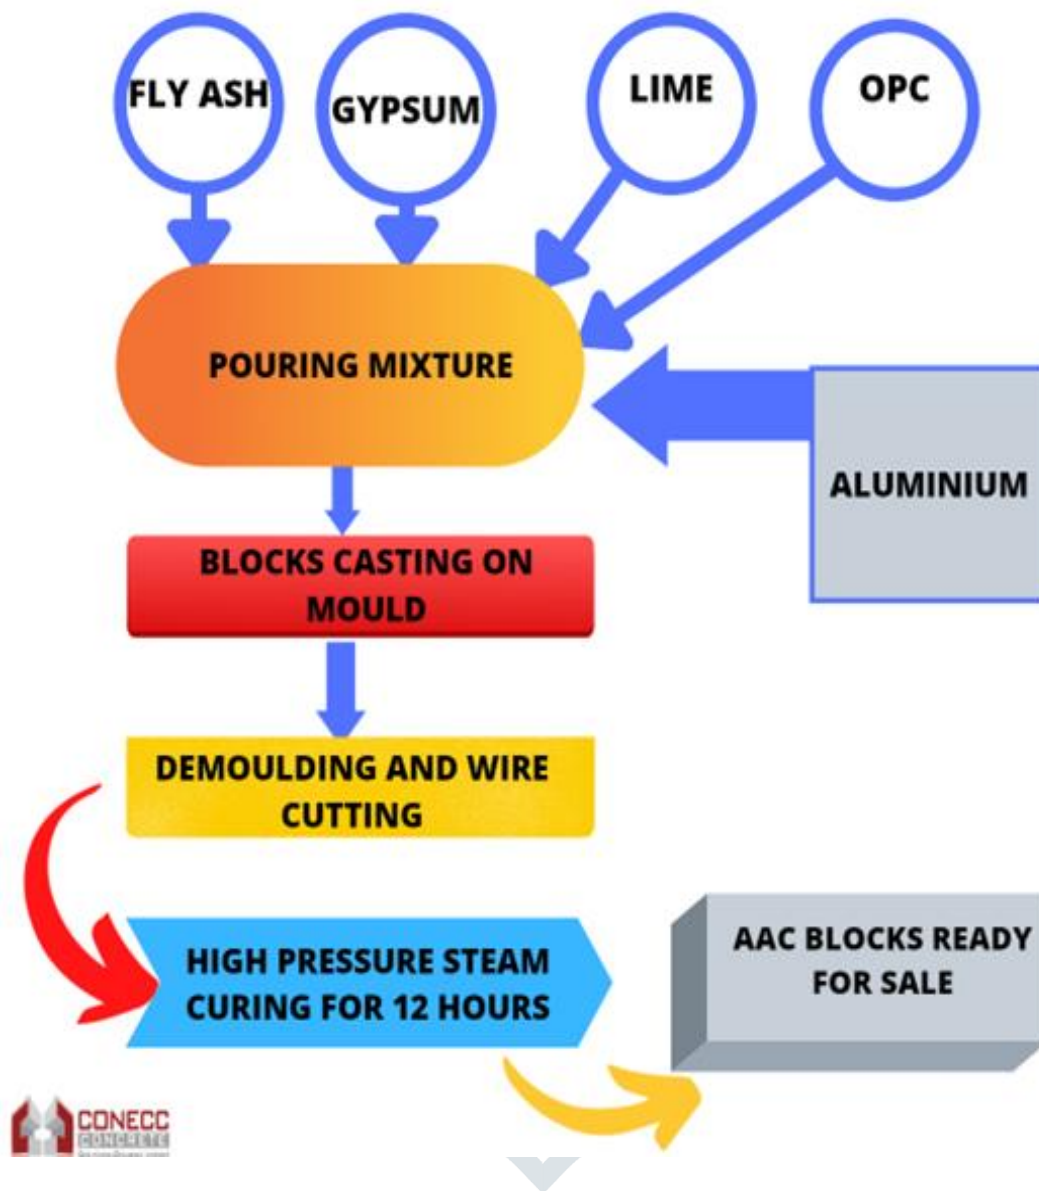 FLY ASH
GYPSUM
LIME
OPC
POURING MIXTURE
ALUMINIUM
BLOCKS CASTING ON
MOULD
DEMOULDING AND WIRE
CUTTING
HIGH PRESSURE STEAM
CURING FOR 12 HOURS
AAC BLOCKS READY
FOR SALE
CONECC
CONCRETE